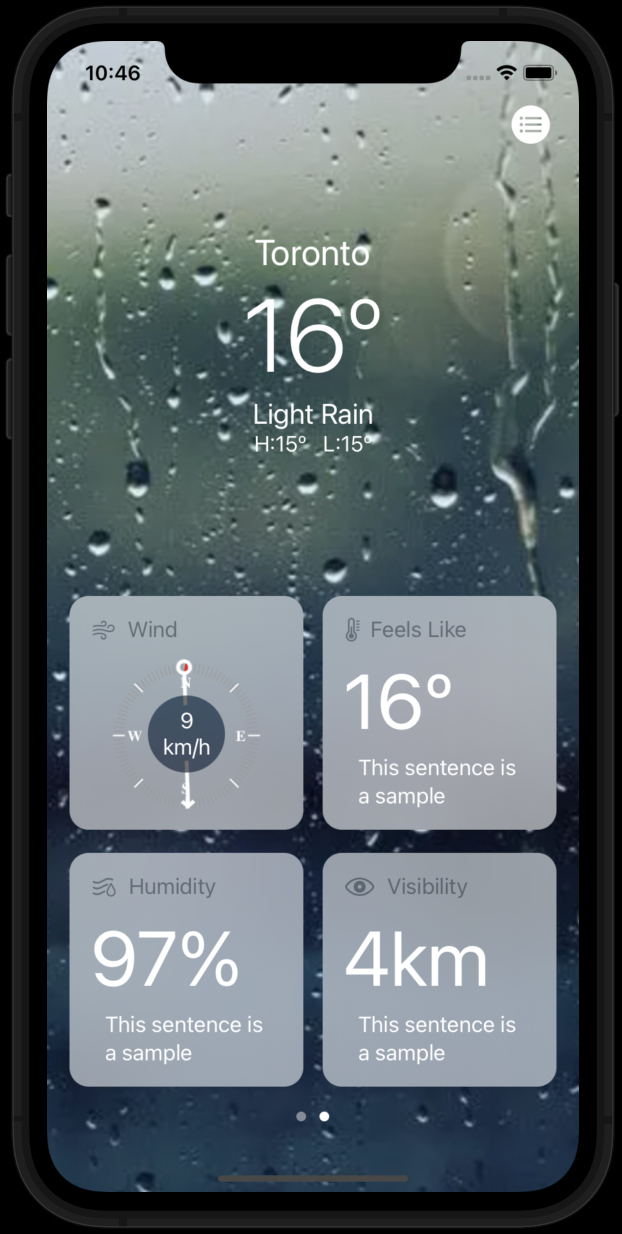 10:46
Toronto
16°
Light Rain
H:15° L:15°
Wind
N
9
km/h
W
E
S
Feels Like
16°
This sentence is
a sample
Humidity
97%
This sentence is
a sample
Visibility
4km
This sentence is
a sample